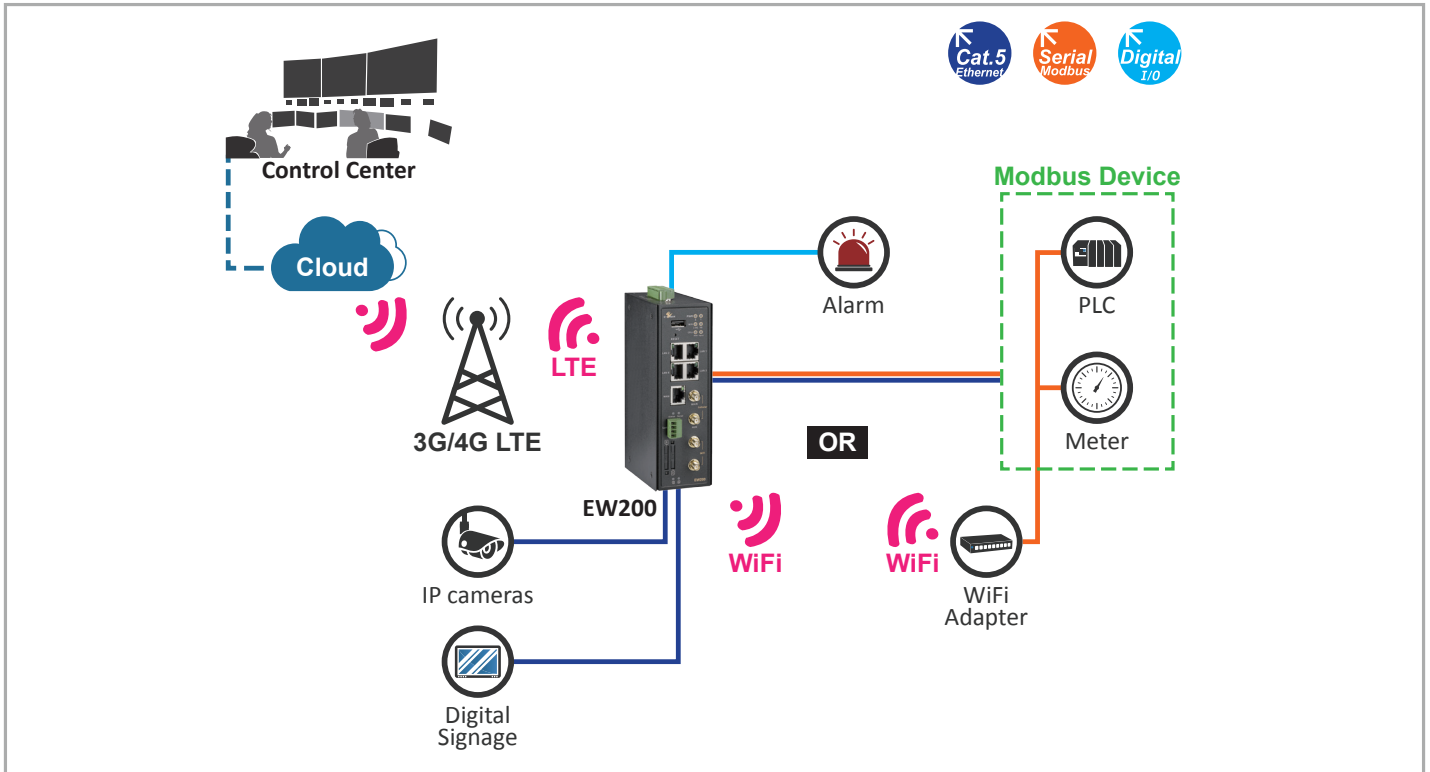 Cat.5
Ethernet
Serial
Modbus
Digital
I/O
Control Center
Modbus Device
Cloud
Alarm
PLC
LTE
3G/4G LTE
OR
Meter
EW200
WiFi
WiFi
IP cameras
WiFi
Adapter
Digital
Signage